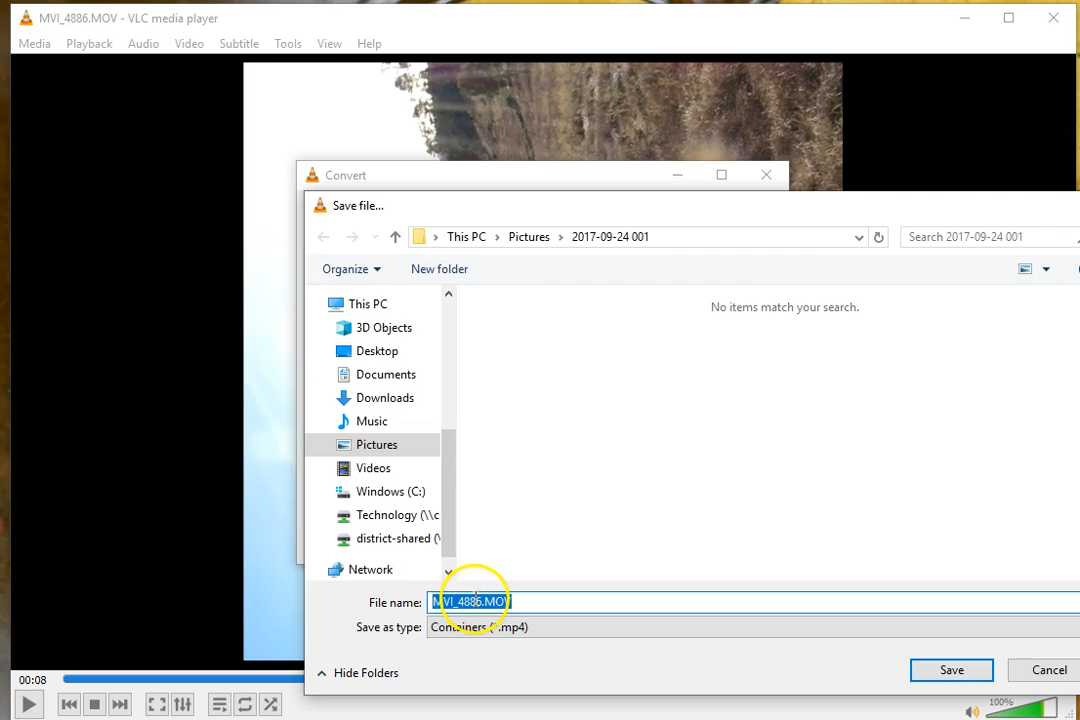 MVI_4886.MOV - VLC media player
Media Playback Audio Video Subtitle Tools View Help
Convert
Save file...
This PC > Pictures > 2017-09-24 001
Search 2017-09-24 001
Organize New folder
This PC
3D Objects
Desktop
Documents
Downloads
Music
Pictures
Videos
Windows (C:)
Technology (\\c
district-shared (\
Network
No items match your search.
File name: MVI_4886.MOV
Save as type: Containers (*.mp4)
Hide Folders
Save Cancel
00:08
100%